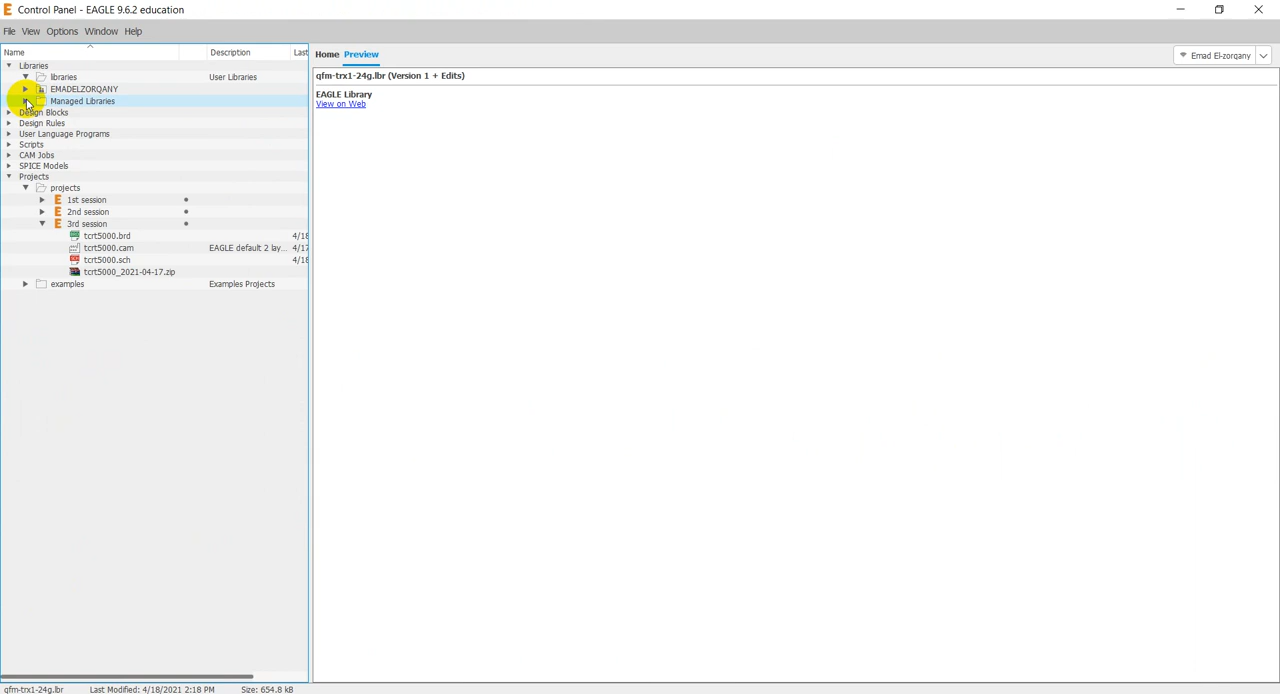 Control Panel - EAGLE 9.6.2 education
File View Options Window Help
Name Description Last
Home Preview
Emad El-zorqany
Libraries
libraries User Libraries
EMADELZORQANY
Managed Libraries
Design Blocks
Design Rules
User Language Programs
Scripts
CAM Jobs
SPICE Models
Projects
projects
1st session
2nd session
3rd session
tcrt5000.brd 4/18
tcrt5000.cam EAGLE default 2 lay... 4/17
tcrt5000.sch 4/18
tcrt5000_2021-04-17.zip
examples Examples Projects
qfm-trx1-24g.lbr (Version 1 + Edits)
EAGLE Library
View on Web
qfm-trx1-24g.lbr Last Modified: 4/18/2021 2:18 PM Size: 654.8 kB